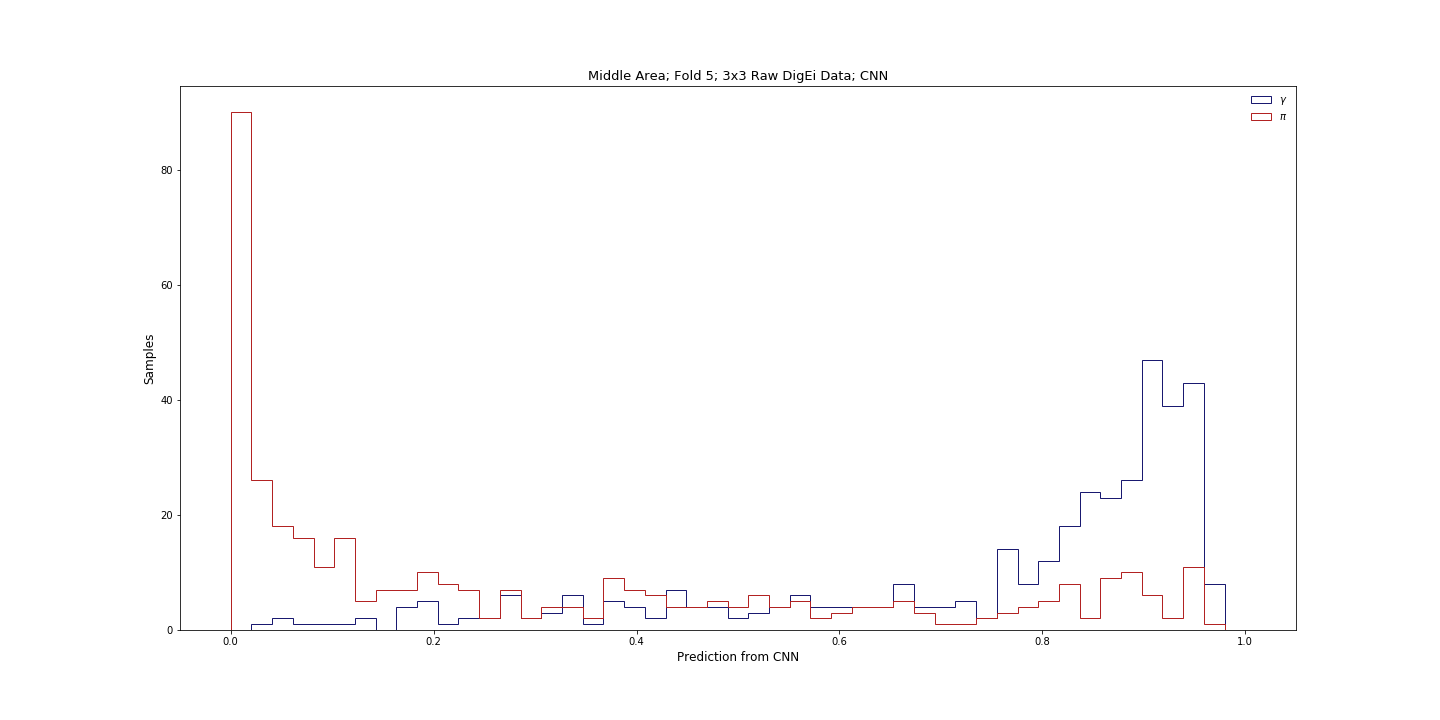 Middle Area; Fold 5; 3x3 Raw DigEi Data; CNN
γ
π
80
60
40
20
0
Samples
0.0 0.2 0.4 0.6 0.8 1.0
Prediction from CNN